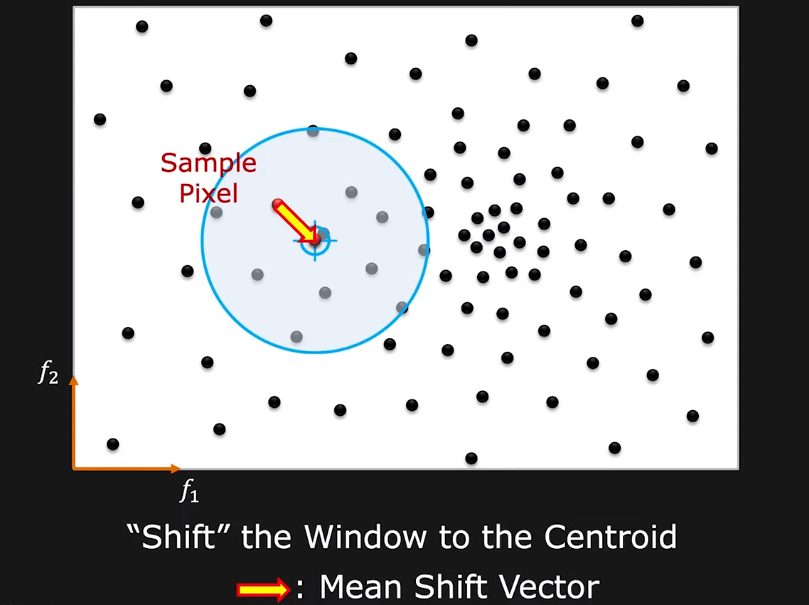 Sample
Pixel
f₂
f₁
“Shift” the Window to the Centroid
: Mean Shift Vector